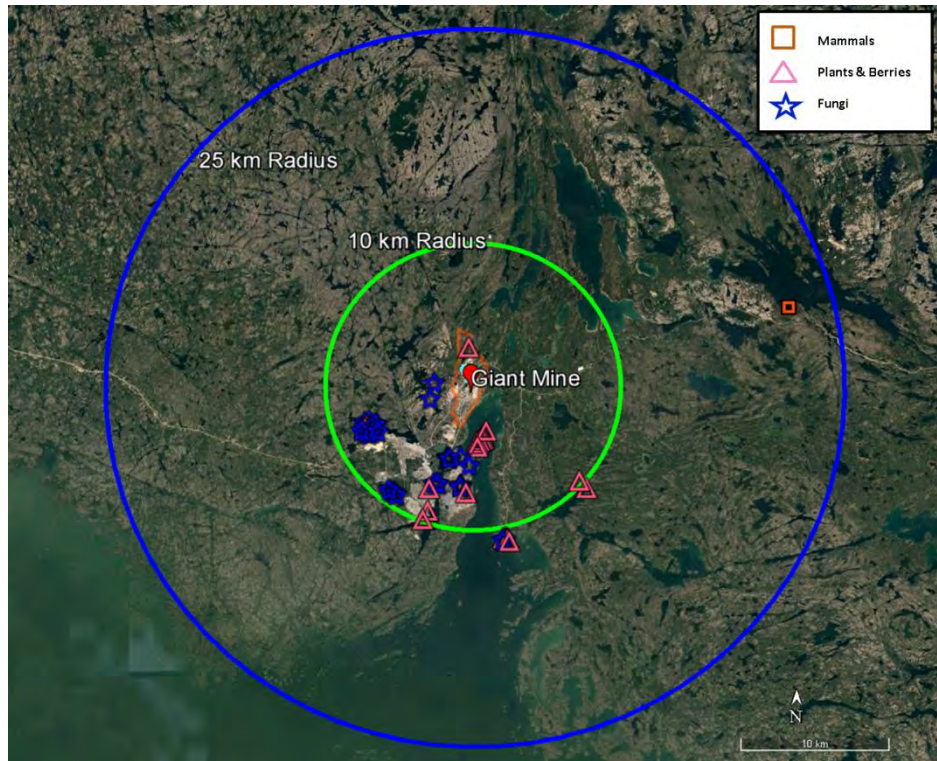 Mammals
Plants & Berries
Fungi
25 km Radius
10 km Radius
Giant Mine
N
10 km